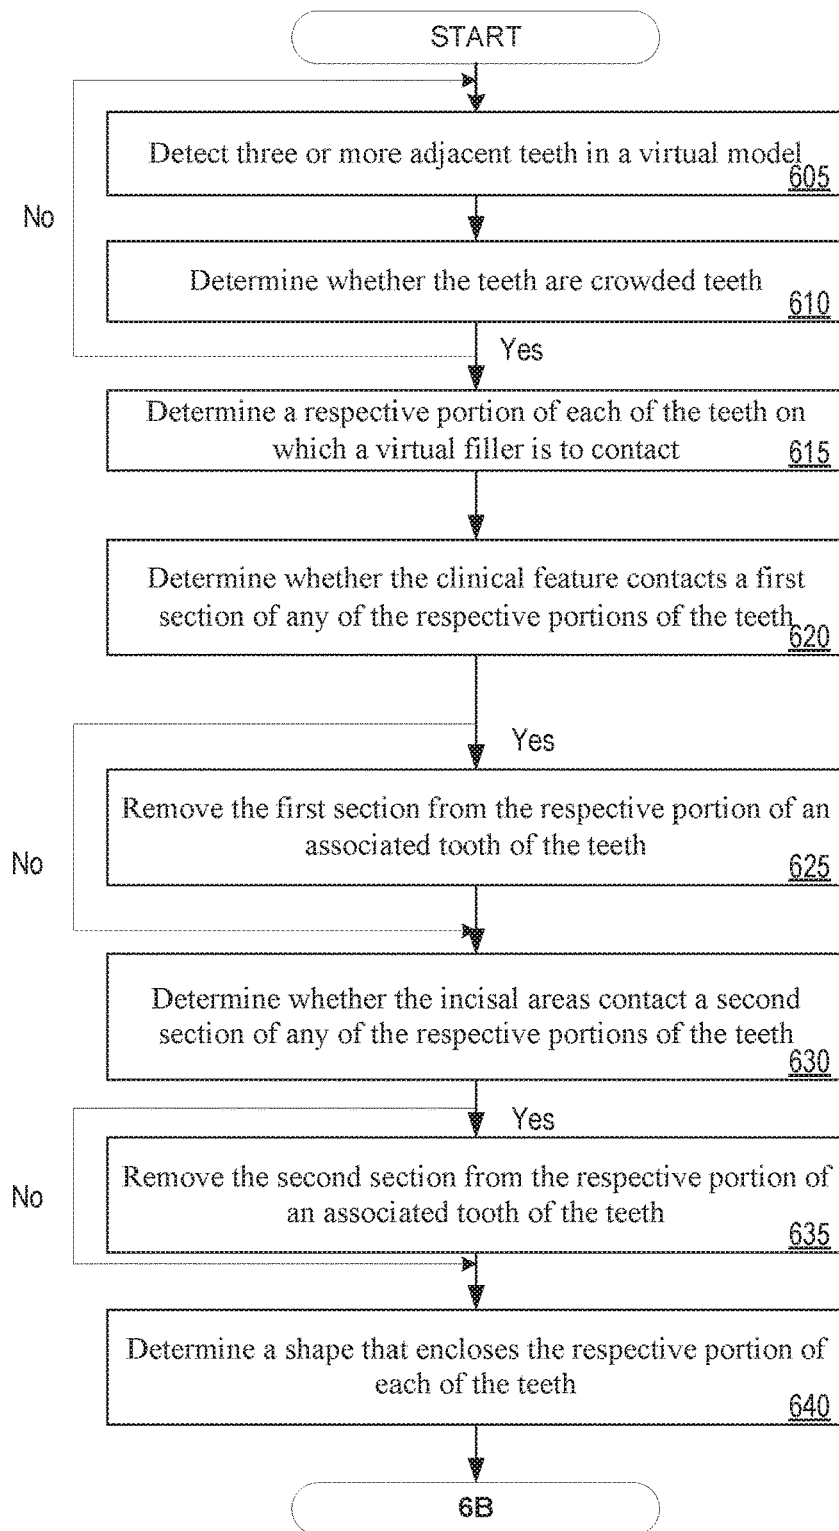 START
Detect three or more adjacent teeth in a virtual model
605
No
Determine whether the teeth are crowded teeth
610
Yes
Determine a respective portion of each of the teeth on
which a virtual filler is to contact
615
Determine whether the clinical feature contacts a first
section of any of the respective portions of the teeth
620
Yes
Remove the first section from the respective portion of an
associated tooth of the teeth
625
No
Determine whether the incisal areas contact a second
section of any of the respective portions of the teeth
630
Yes
Remove the second section from the respective portion of
an associated tooth of the teeth
635
No
Determine a shape that encloses the respective portion of
each of the teeth
640
6B